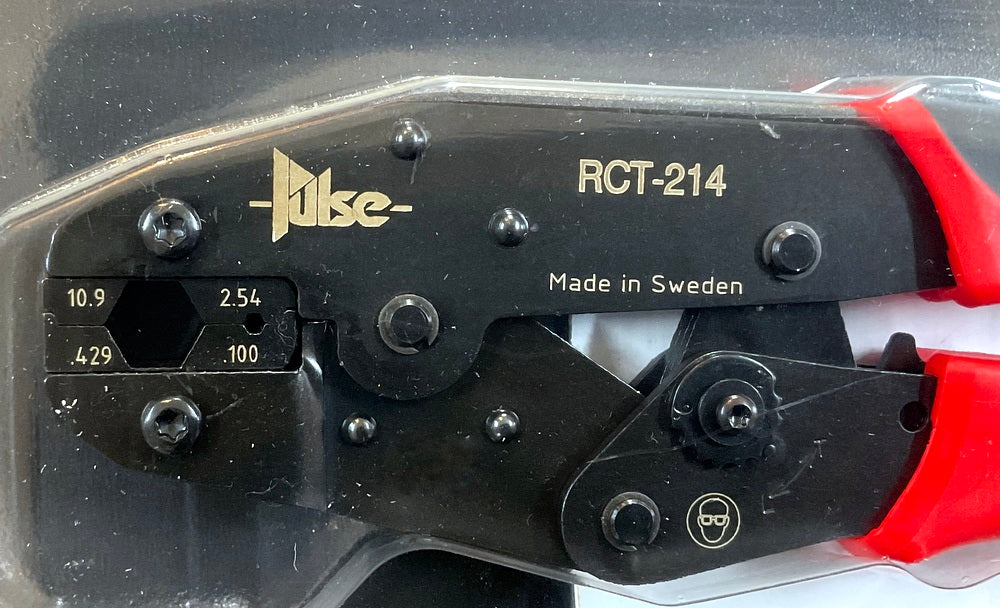 -Pulse-
RCT-214
Made in Sweden
10.9 2.54
.429 .100